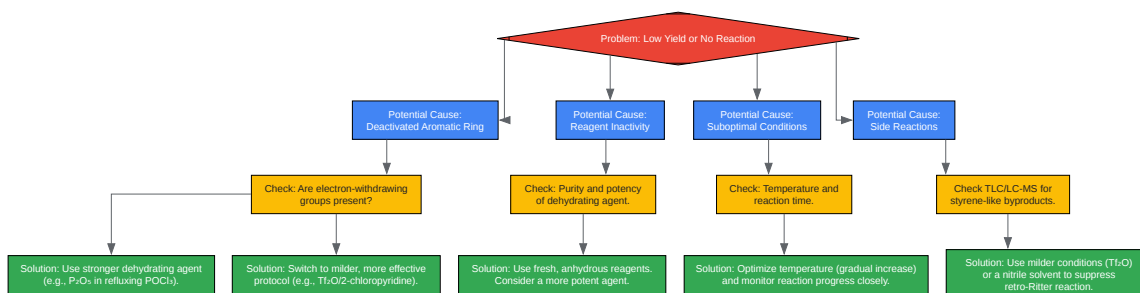 Problem: Low Yield or No Reaction
Potential Cause:
Deactivated Aromatic Ring
Potential Cause:
Reagent Inactivity
Potential Cause:
Suboptimal Conditions
Potential Cause:
Side Reactions
Check: Are electron-withdrawing
groups present?
Check: Purity and potency
of dehydrating agent.
Check: Temperature and
reaction time.
Check TLC/LC-MS for
styrene-like byproducts.
Solution: Use stronger dehydrating agent
(e.g., P₂O₅ in refluxing POCl₃).
Solution: Switch to milder, more effective
protocol (e.g., Tf₂O/2-chloropyridine).
Solution: Use fresh, anhydrous reagents.
Consider a more potent agent.
Solution: Optimize temperature (gradual increase)
and monitor reaction progress closely.
Solution: Use milder conditions (Tf₂O)
or a nitrile solvent to suppress
retro-Ritter reaction.